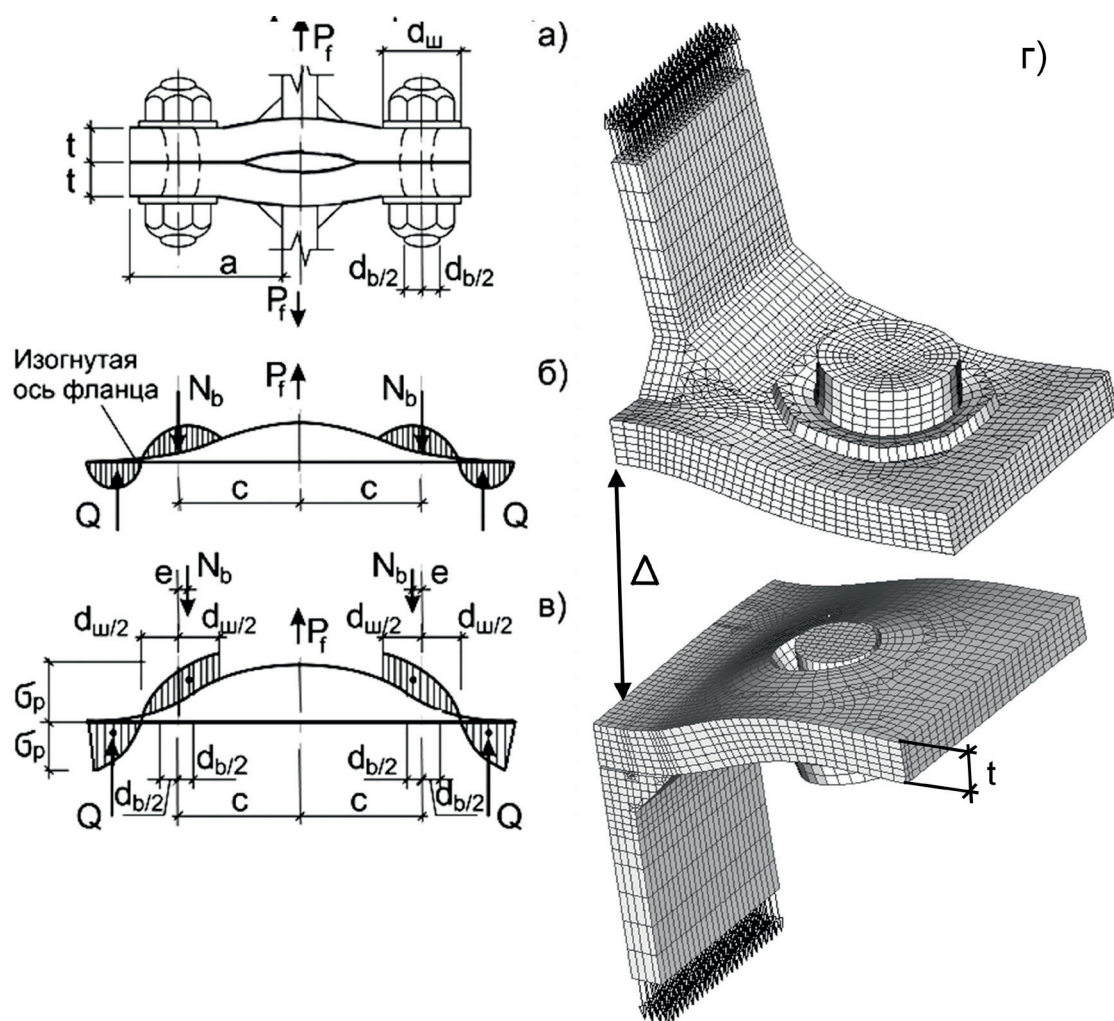 P_f
d_ш
а)
г)
t
t
a
d_b/2 d_b/2
P_f
Изогнутая
ось фланца
N_b
P_f
N_b
б)
c
c
Q
Q
Δ
e
N_b
N_b
e
в)
d_ш/2
d_ш/2
P_f
d_ш/2
d_ш/2
σ_p
σ_p
d_b/2
d_b/2
d_b/2
c
c
d_b/2
Q
Q
t